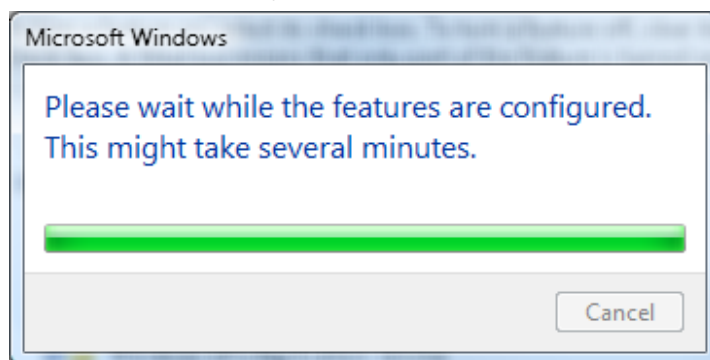 Microsoft Windows
Please wait while the features are configured.
This might take several minutes.
Cancel